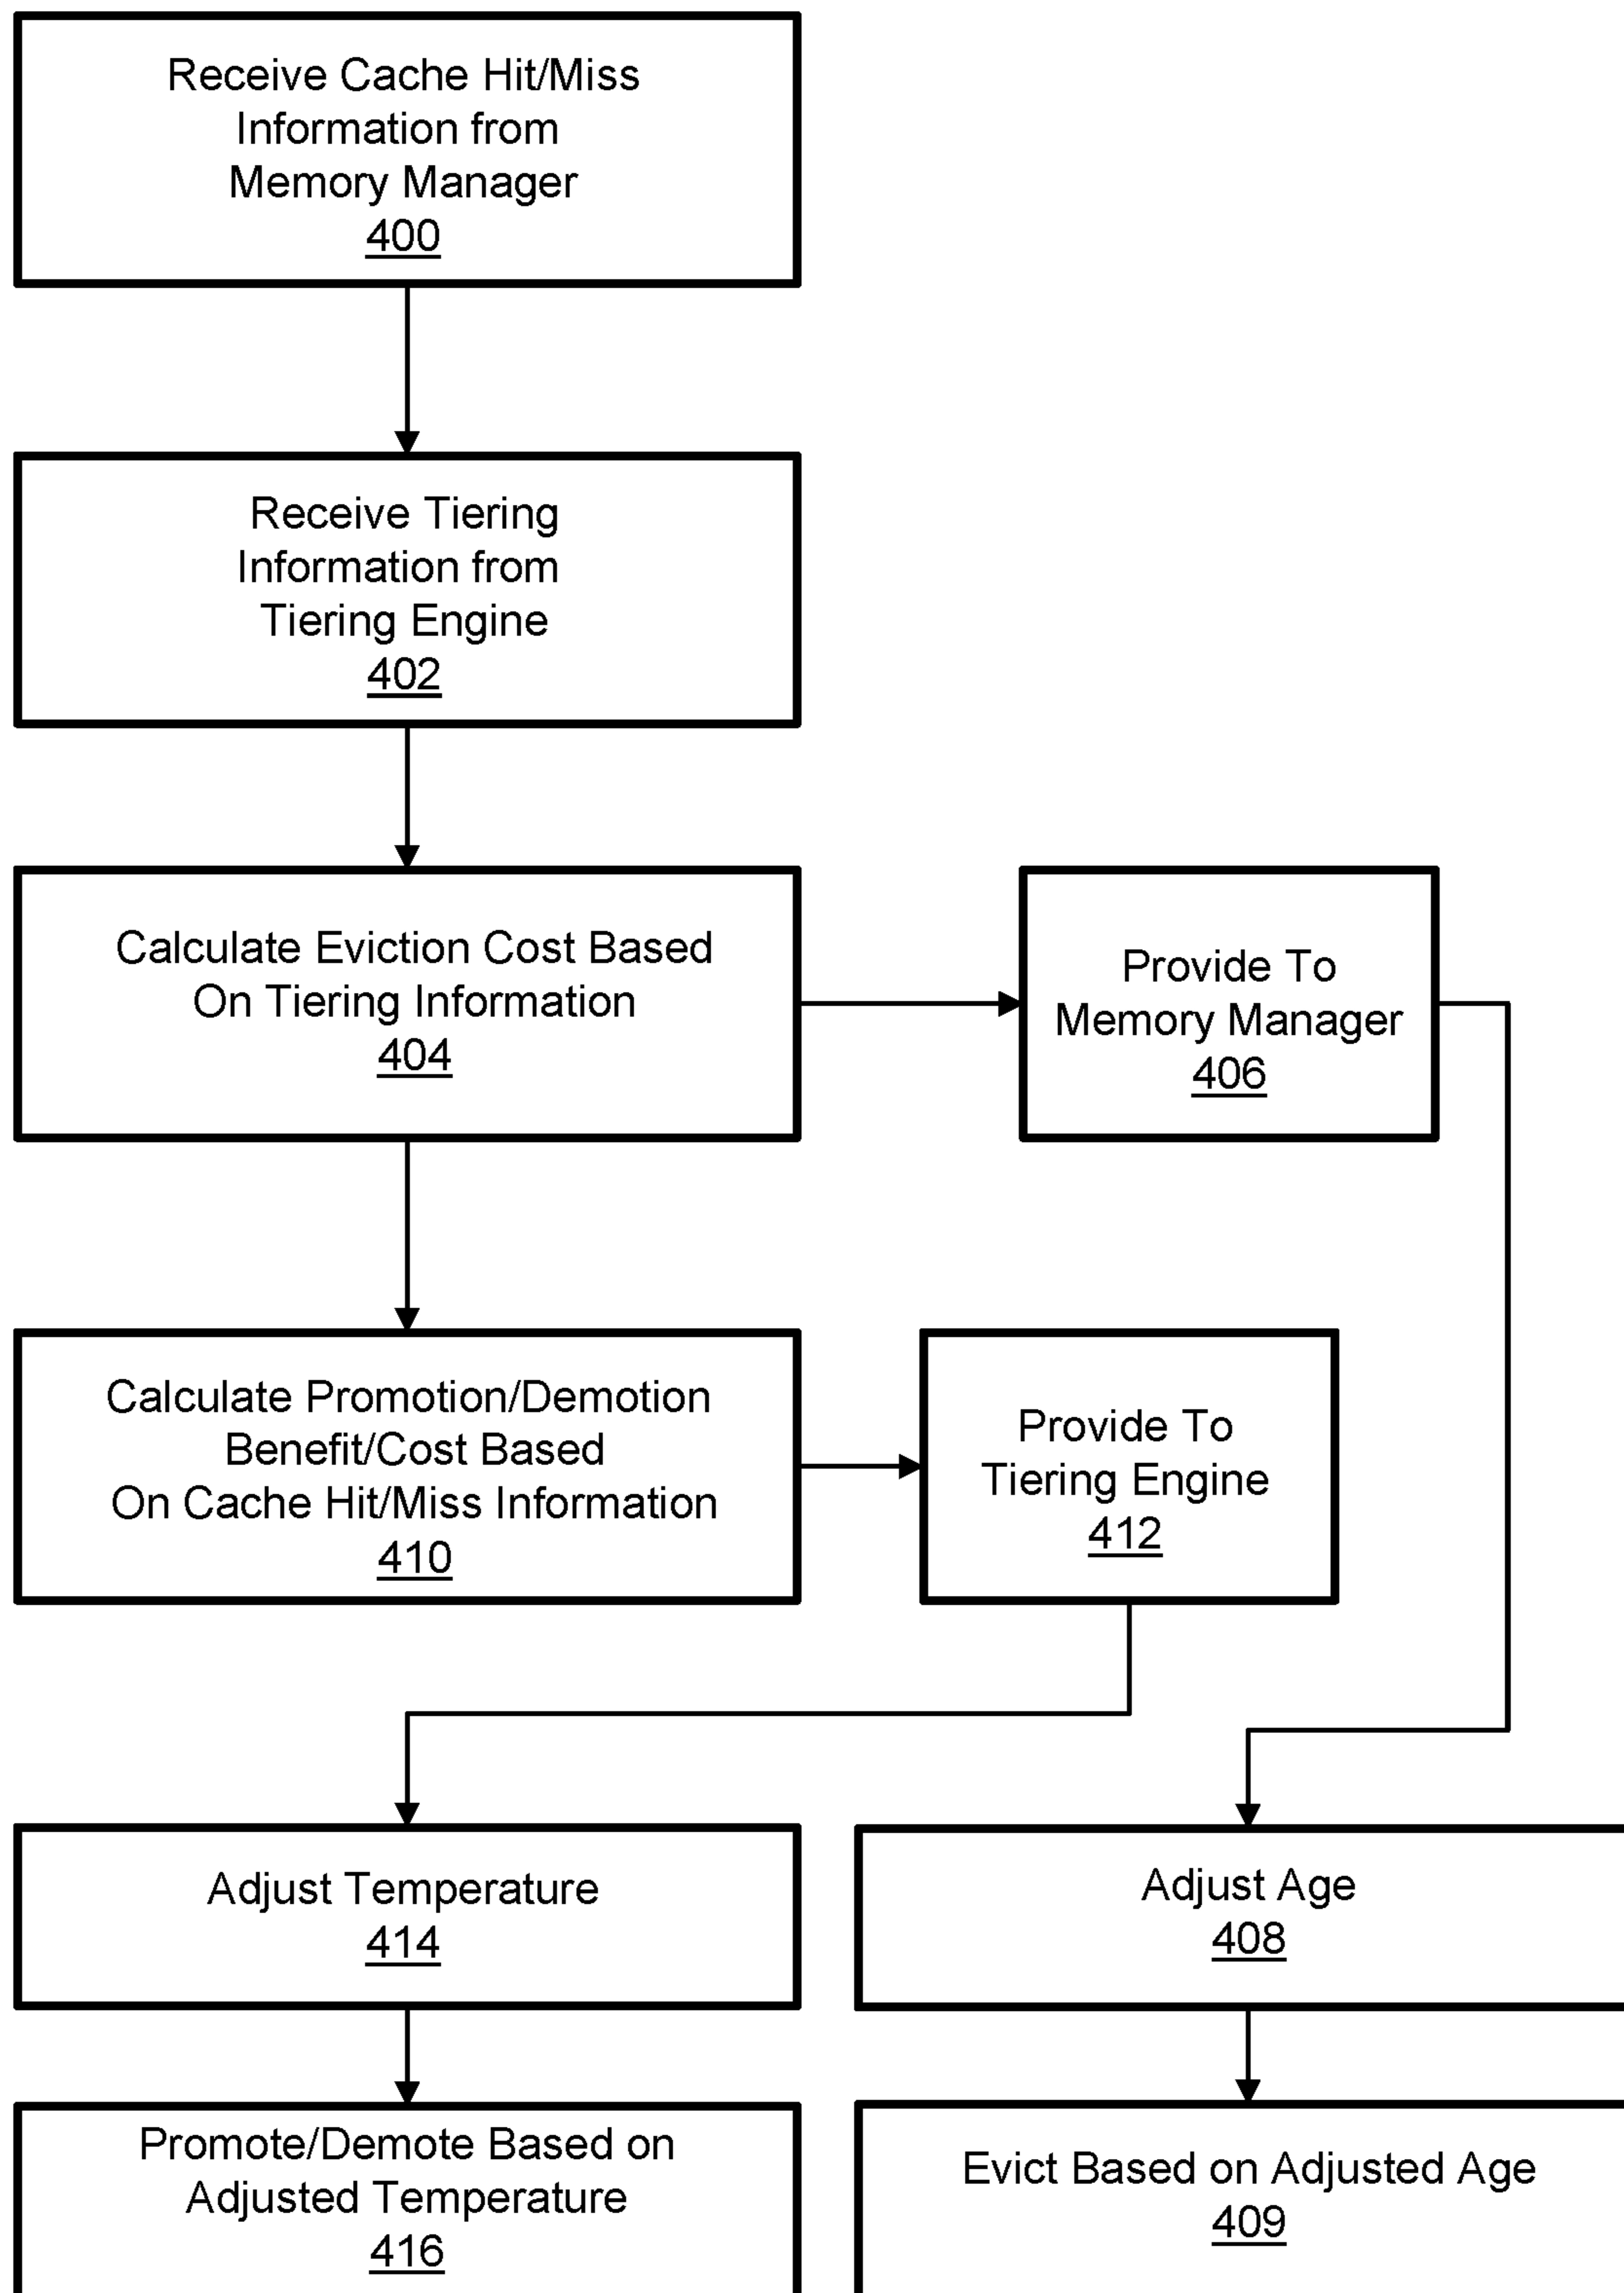 Receive Cache Hit/Miss
Information from
Memory Manager
400
Receive Tiering
Information from
Tiering Engine
402
Calculate Eviction Cost Based
On Tiering Information
404
Provide To
Memory Manager
406
Calculate Promotion/Demotion
Benefit/Cost Based
On Cache Hit/Miss Information
410
Provide To
Tiering Engine
412
Adjust Temperature
414
Adjust Age
408
Promote/Demote Based on
Adjusted Temperature
416
Evict Based on Adjusted Age
409